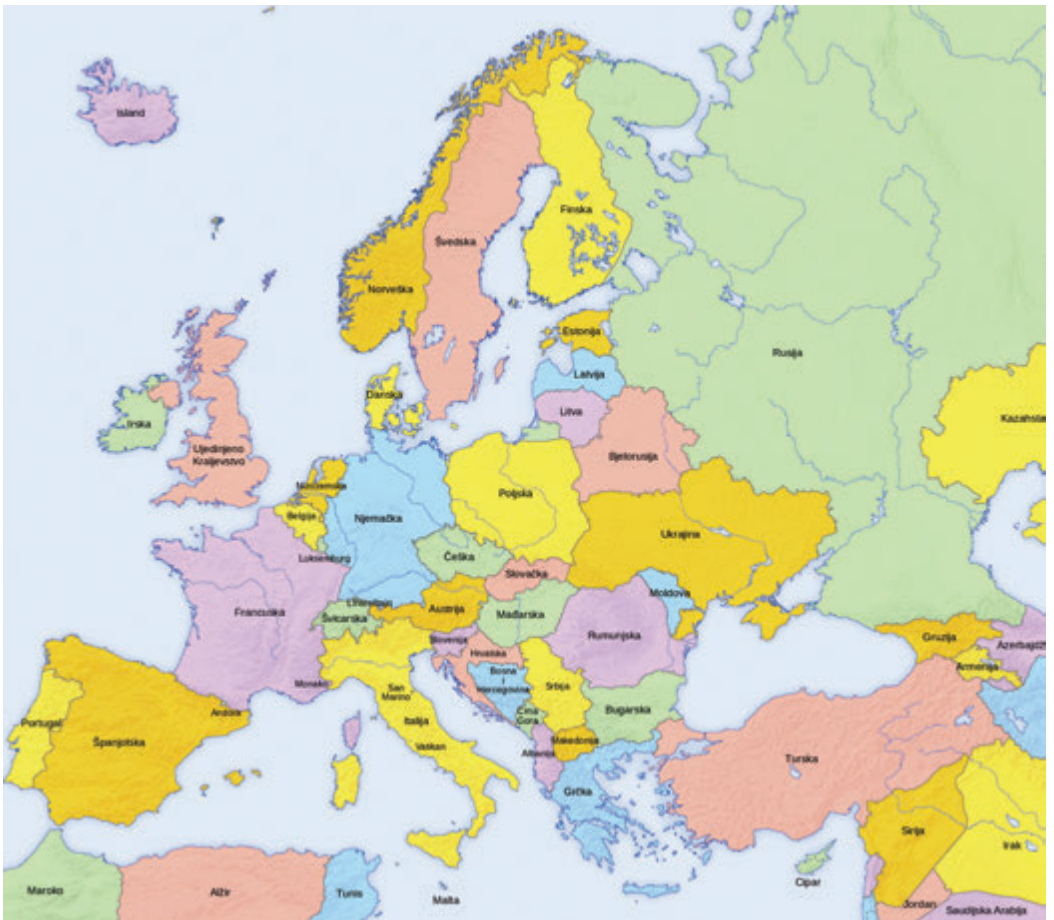 Island
Finska
Švedska
Norveška
Estonija
Rusija
Latvija
Danska
Litva
Kazahsta
Irska
Ujedinjeno
Kraljevstvo
Bjelorusija
Nizozemska
Poljska
Belgija
Njemačka
Ukrajina
Luksemburg
Češka
Slovačka
Moldova
Lihtenštajn
Francuska
Austrija
Mađarska
Švicarska
Rumunjska
Slovenija
Gruzija
Azerbajdž
Hrvatska
Bosna
i
Hercegovina
Armenija
Monako
San
Marino
Srbija
Andora
Crna
Gora
Bugarska
Portugal
Italija
Španjolska
Vatikan
Makedonija
Albanija
Turska
Grčka
Sirija
Irak
Cipar
Maroko
Alžir
Tunis
Malta
Jordan
Saudijska Arabija